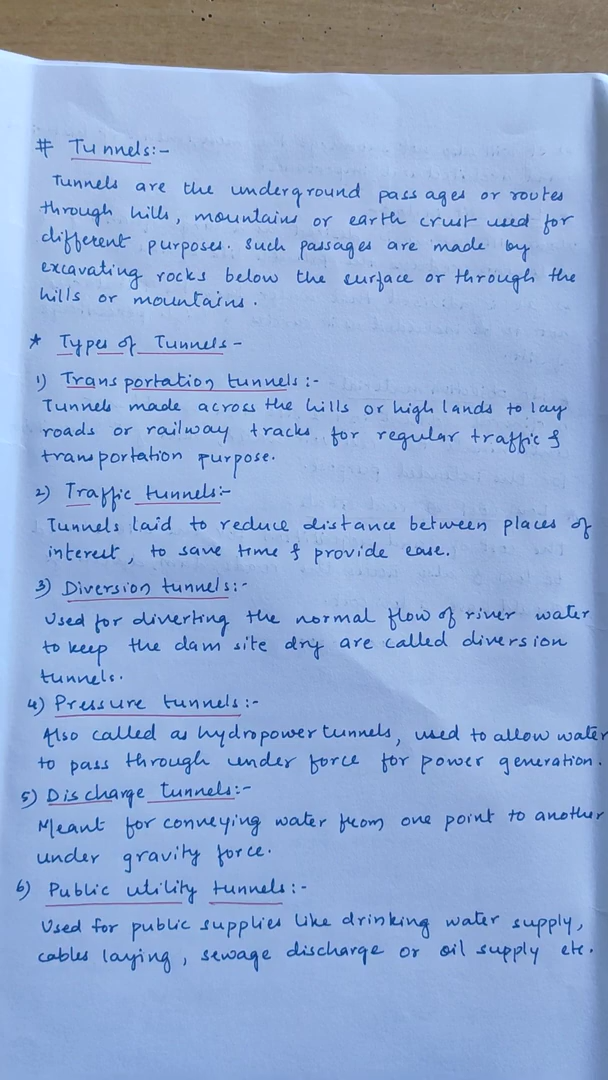 # Tunnels:-
Tunnels are the underground passages or routes
through hills, mountains or earth crust used for
different purposes. Such passages are made by
excavating rocks below the surface or through the
hills or mountains.
* Types of Tunnels-
1) Transportation tunnels:-
Tunnels made across the hills or high lands to lay
roads or railway tracks for regular traffic &
transportation purpose.
2) Traffic tunnels:-
Tunnels laid to reduce distance between places of
interest, to save time & provide ease.
3) Diversion tunnels:-
Used for diverting the normal flow of river water
to keep the dam site dry are called diversion
tunnels.
4) Pressure tunnels:-
Also called as hydropower tunnels, used to allow water
to pass through under force for power generation.
5) Discharge tunnels:-
Meant for conveying water from one point to another
under gravity force.
6) Public utility tunnels:-
Used for public supplies like drinking water supply,
cables laying, sewage discharge or oil supply etc.